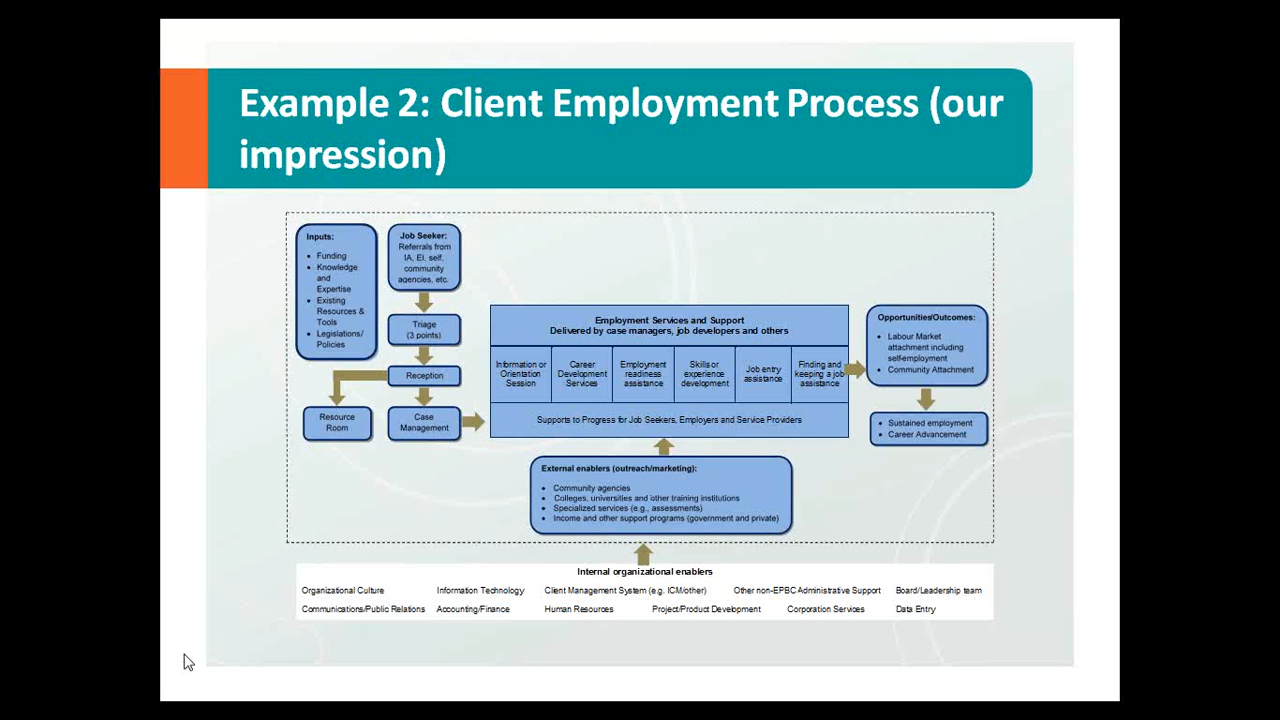 Example 2: Client Employment Process (our
impression)
Inputs:
• Funding
• Knowledge
and
Expertise
• Existing
Resources &
Tools
• Legislations/
Policies
Job Seeker:
Referrals from
IA, EI, self,
community
agencies, etc.
Triage
(3 points)
Reception
Resource
Room
Case
Management
Employment Services and Support
Delivered by case managers, job developers and others
Information or
Orientation
Session
Career
Development
Services
Employment
readiness
assistance
Skills or
experience
development
Job entry
assistance
Finding and
keeping a job
assistance
Supports to Progress for Job Seekers, Employers and Service Providers
Opportunities/Outcomes:
• Labour Market
attachment including
self-employment
• Community Attachment
• Sustained employment
• Career Advancement
External enablers (outreach/marketing):
• Community agencies
• Colleges, universities and other training institutions
• Specialized services (e.g., assessments)
• Income and other support programs (government and private)
Internal organizational enablers
Organizational Culture Information Technology Client Management System (e.g. ICM/other) Other non-EPBC Administrative Support Board/Leadership team
Communications/Public Relations Accounting/Finance Human Resources Project/Product Development Corporation Services Data Entry